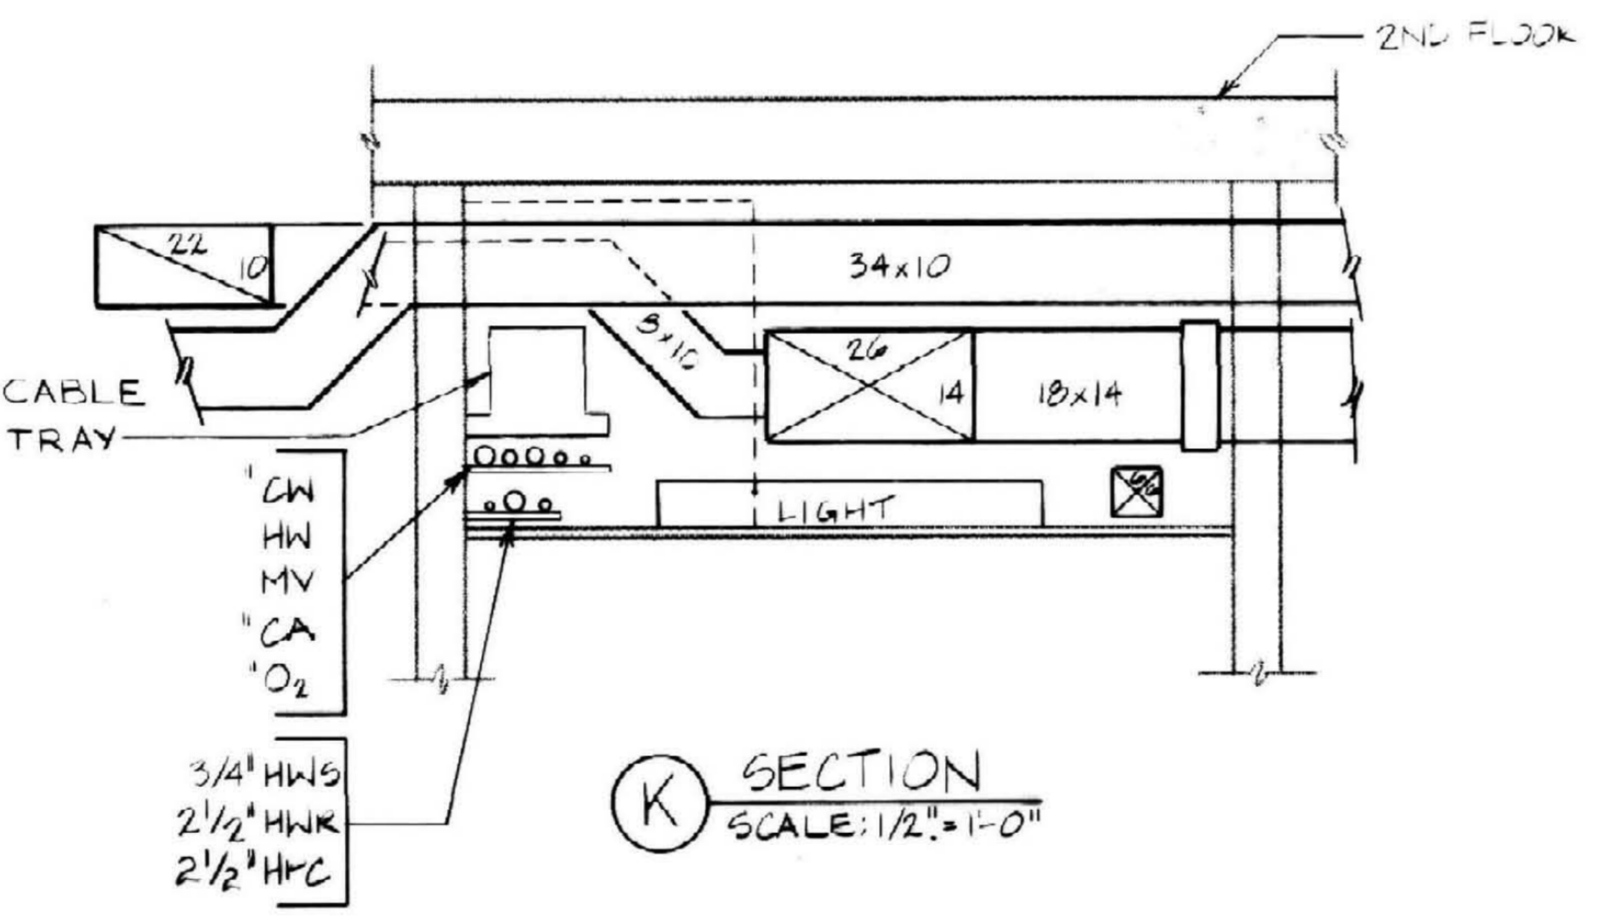 2ND FLOOR
22
10
34x10
8x10
26
14
18x14
CABLE
TRAY
6/6
LIGHT
"CW
HW
MV
"CA
"O₂
3/4" HWS
2 1/2" HWR
2 1/2"
K
SECTION
SCALE: 1/2" = 1'-0"